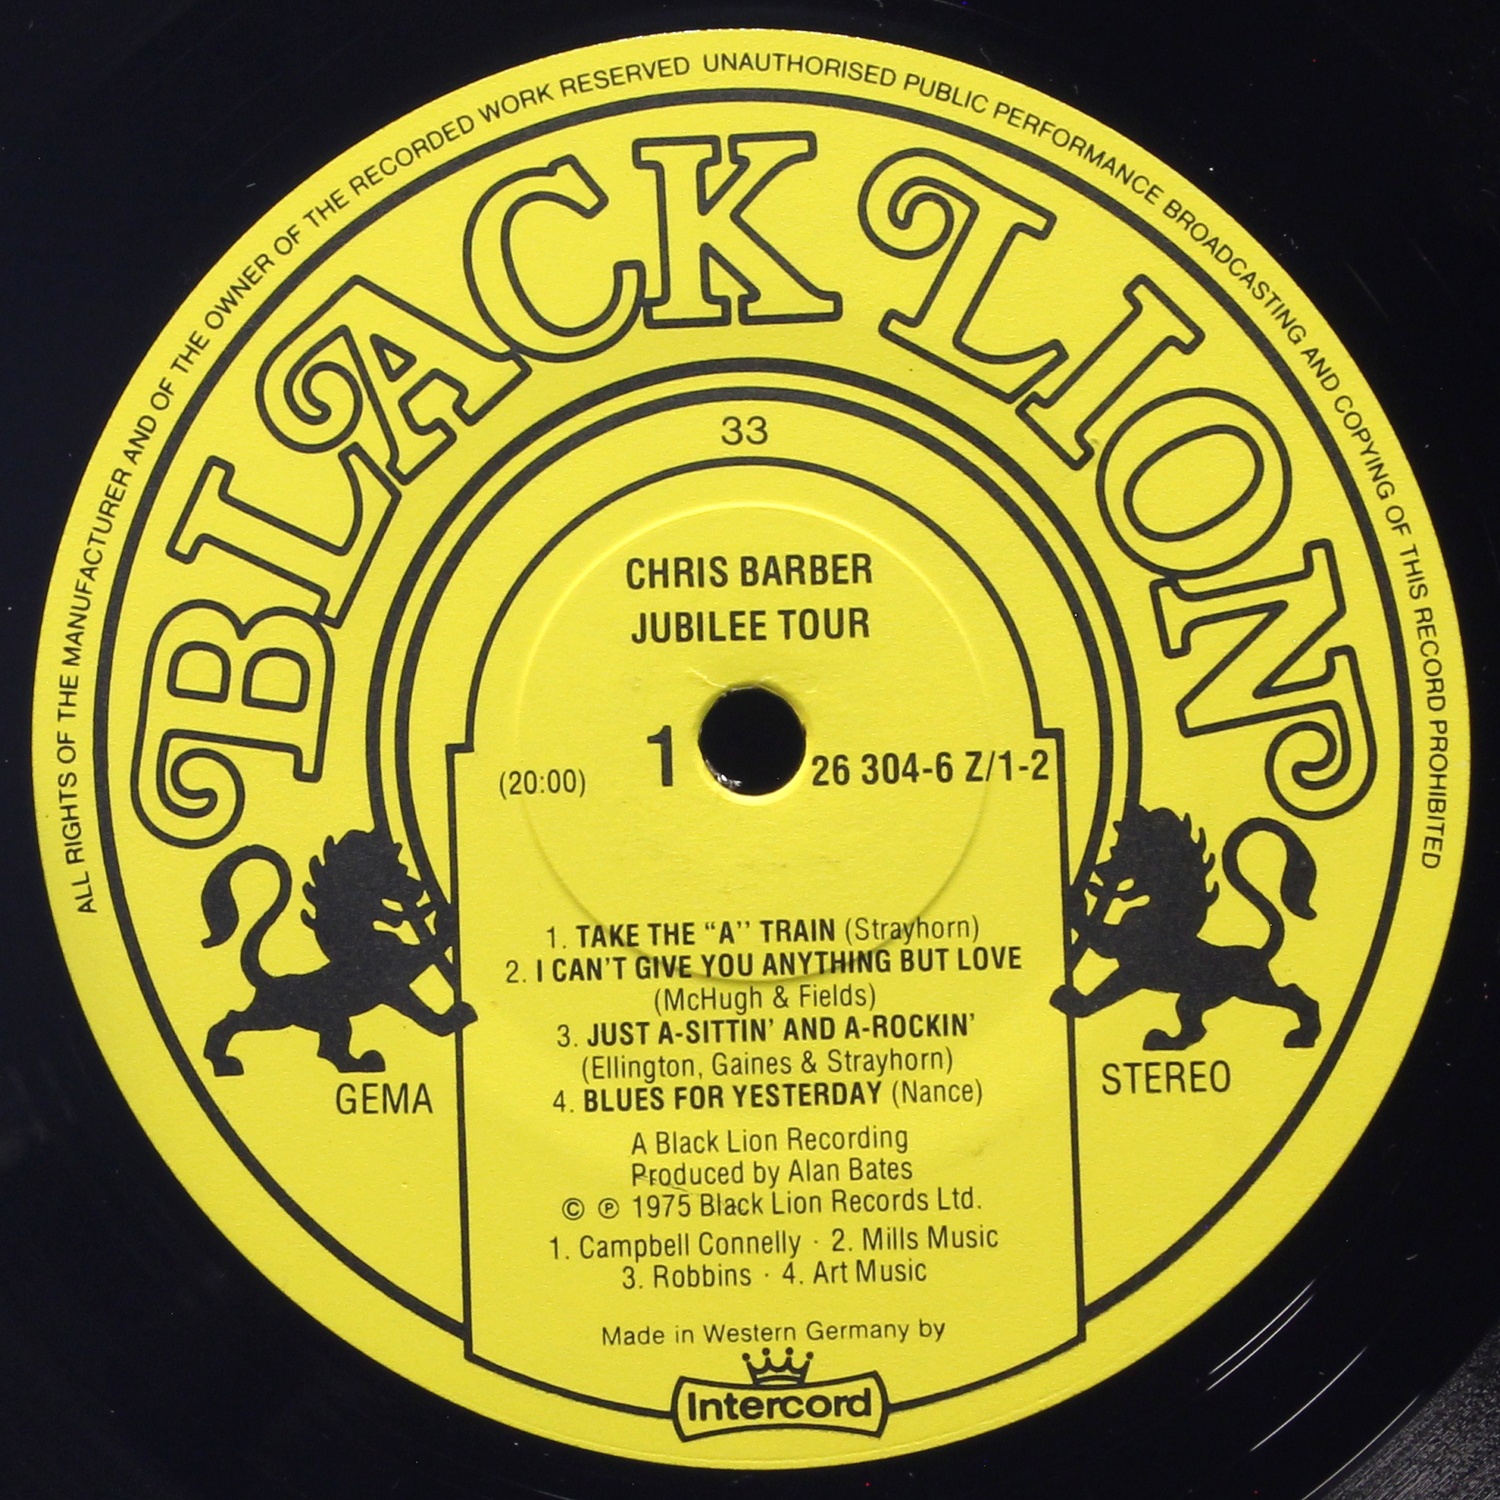 ALL RIGHTS OF THE MANUFACTURER AND OF THE OWNER OF THE RECORDED WORK RESERVED UNAUTHORISED PUBLIC PERFORMANCE BROADCASTING AND COPYING OF THIS RECORD PROHIBITED
BLACK LION
33
CHRIS BARBER
JUBILEE TOUR
(20:00) 1 26 304-6 Z/1-2
1. TAKE THE “A” TRAIN (Strayhorn)
2. I CAN'T GIVE YOU ANYTHING BUT LOVE
(McHugh & Fields)
3. JUST A-SITTIN' AND A-ROCKIN'
(Ellington, Gaines & Strayhorn)
4. BLUES FOR YESTERDAY (Nance)
GEMA
STEREO
A Black Lion Recording
Produced by Alan Bates
© ℗ 1975 Black Lion Records Ltd.
1. Campbell Connelly · 2. Mills Music
3. Robbins · 4. Art Music
Made in Western Germany by
Intercord